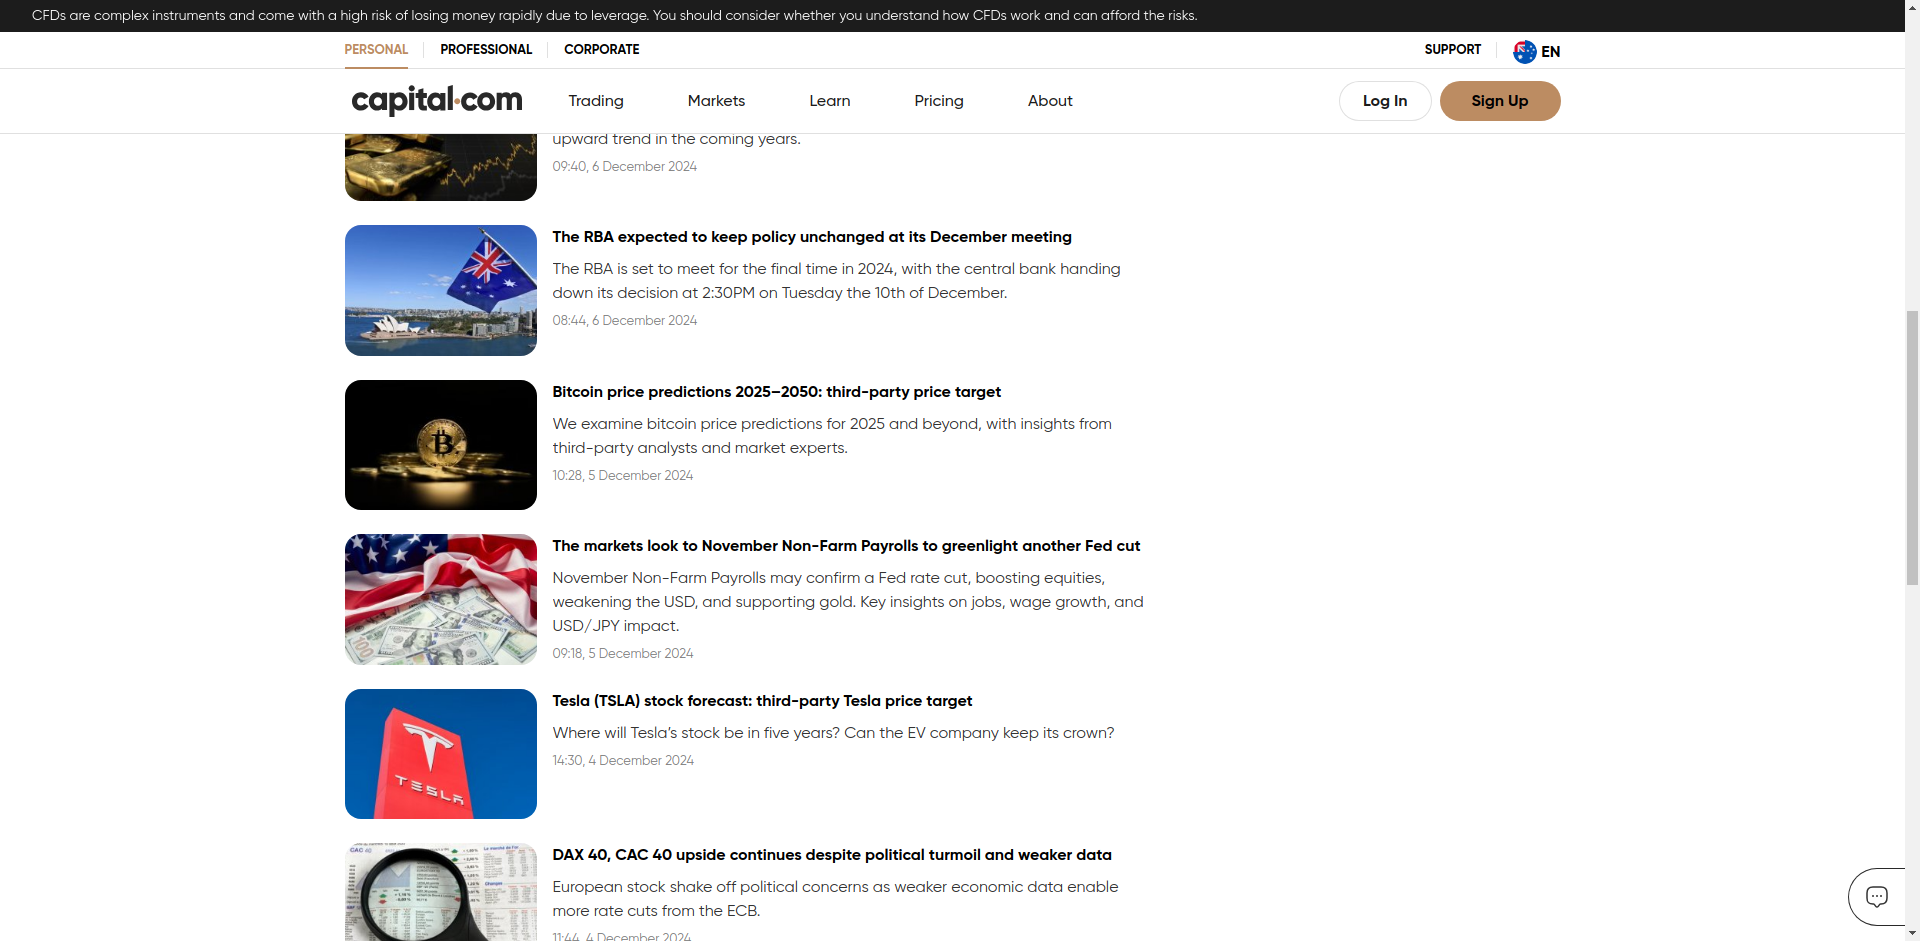 CFDs are complex instruments and come with a high risk of losing money rapidly due to leverage. You should consider whether you understand how CFDs work and can afford the risks.
PERSONAL
PROFESSIONAL
CORPORATE
SUPPORT
EN
capital.com
Trading
Markets
Learn
Pricing
About
Log In
Sign Up
upward trend in the coming years.
09:40, 6 December 2024
The RBA expected to keep policy unchanged at its December meeting
The RBA is set to meet for the final time in 2024, with the central bank handing
down its decision at 2:30PM on Tuesday the 10th of December.
08:44, 6 December 2024
Bitcoin price predictions 2025–2050: third-party price target
We examine bitcoin price predictions for 2025 and beyond, with insights from
third-party analysts and market experts.
10:28, 5 December 2024
The markets look to November Non-Farm Payrolls to greenlight another Fed cut
November Non-Farm Payrolls may confirm a Fed rate cut, boosting equities,
weakening the USD, and supporting gold. Key insights on jobs, wage growth, and
USD/JPY impact.
09:18, 5 December 2024
TESLA
Tesla (TSLA) stock forecast: third-party Tesla price target
Where will Tesla’s stock be in five years? Can the EV company keep its crown?
14:30, 4 December 2024
CAC 40
DAX 40, CAC 40 upside continues despite political turmoil and weaker data
European stock shake off political concerns as weaker economic data enable
more rate cuts from the ECB.
11:44, 4 December 2024